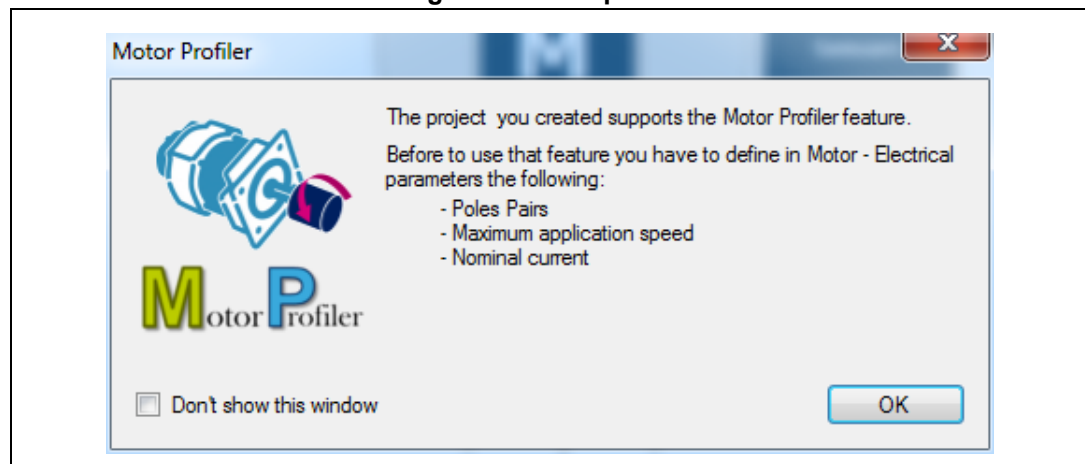 Motor Profiler
The project you created supports the Motor Profiler feature.
Before to use that feature you have to define in Motor - Electrical
parameters the following:
- Poles Pairs
- Maximum application speed
- Nominal current
Motor Profiler
Don't show this window
OK